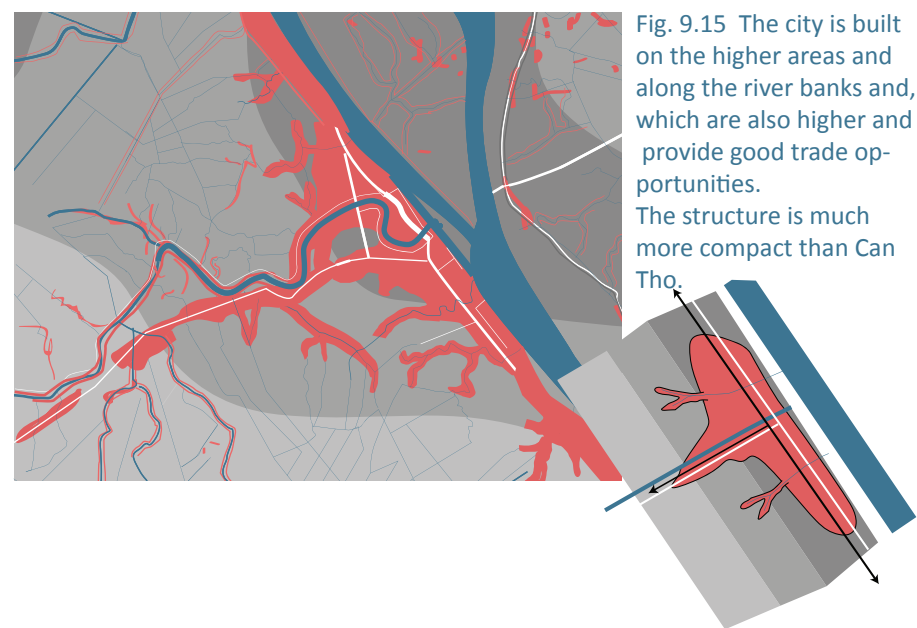 Fig. 9.15 The city is built
on the higher areas and
along the river banks and,
which are also higher and
provide good trade op-
portunities.
The structure is much
more compact than Can
Tho.